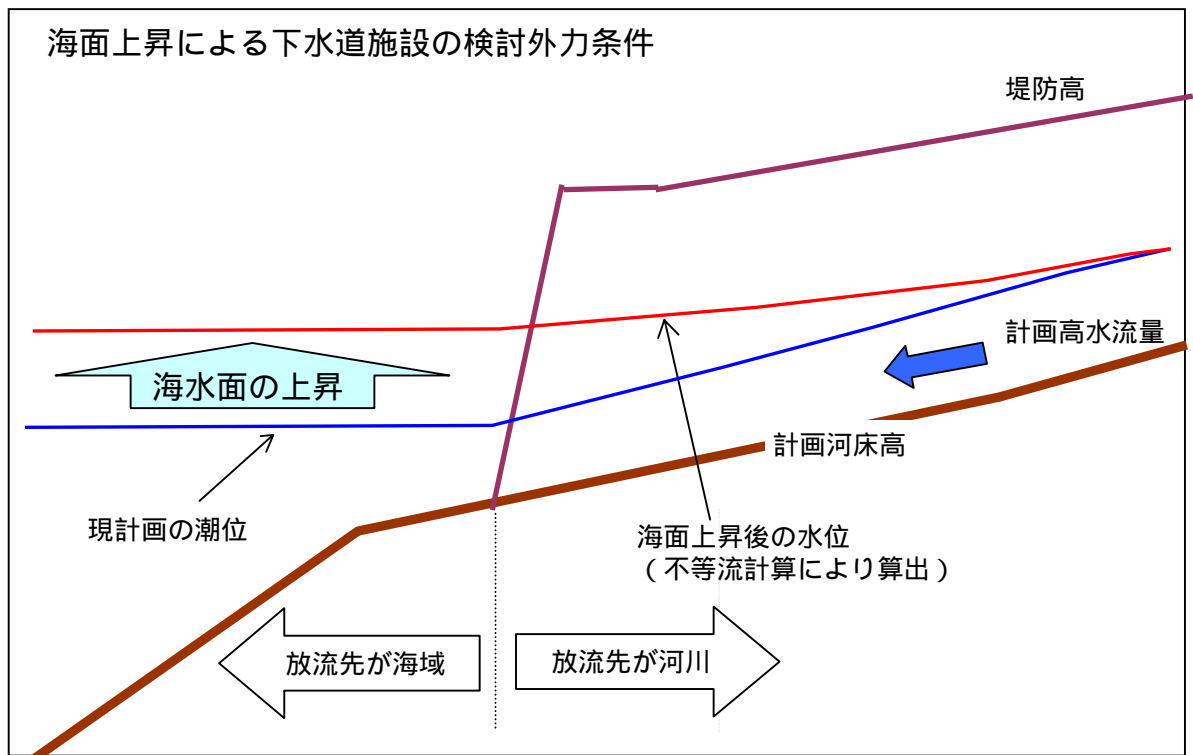 海面上昇による下水道施設の検討外力条件
堤防高
計画高水流量
海水面の上昇
計画河床高
現計画の潮位
海面上昇後の水位
（不等流計算により算出）
放流先が海域
放流先が河川